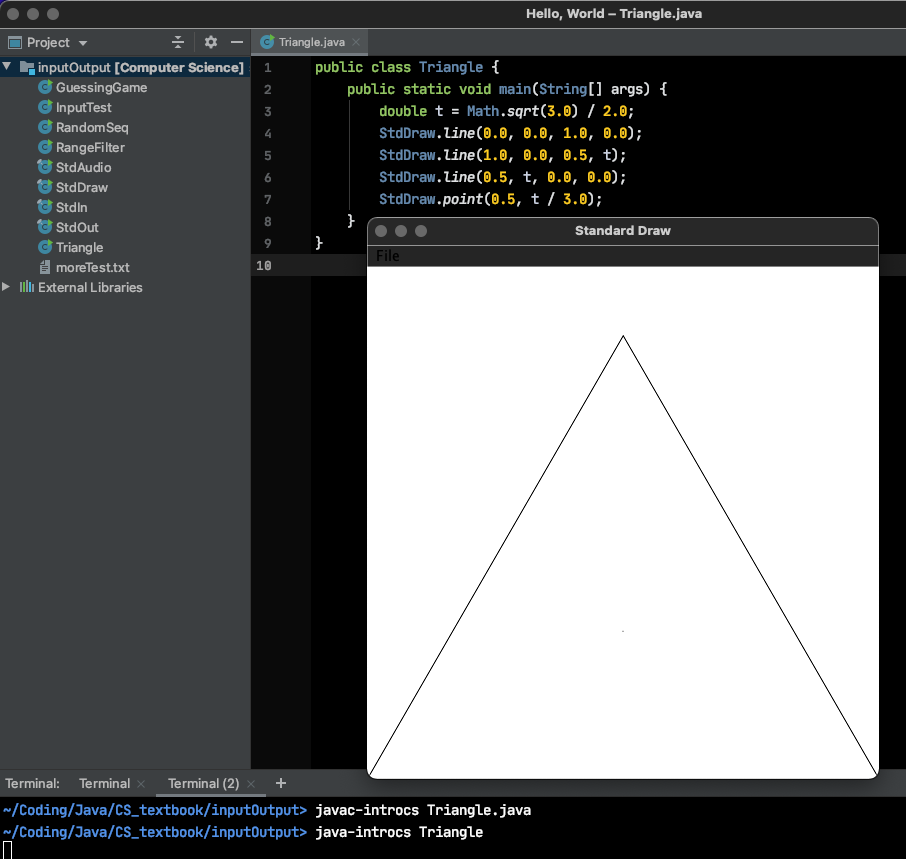 Hello, World – Triangle.java
Project
Triangle.java
inputOutput [Computer Science]
GuessingGame
InputTest
RandomSeq
RangeFilter
StdAudio
StdDraw
StdIn
StdOut
Triangle
moreTest.txt
External Libraries
1 public class Triangle {
2 public static void main(String[] args) {
3 double t = Math.sqrt(3.0) / 2.0;
4 StdDraw.line(0.0, 0.0, 1.0, 0.0);
5 StdDraw.line(1.0, 0.0, 0.5, t);
6 StdDraw.line(0.5, t, 0.0, 0.0);
7 StdDraw.point(0.5, t / 3.0);
8 }
9 }
10
Standard Draw
File
Terminal: Terminal Terminal (2)
~/Coding/Java/CS_textbook/inputOutput> javac-introcs Triangle.java
~/Coding/Java/CS_textbook/inputOutput> java-introcs Triangle